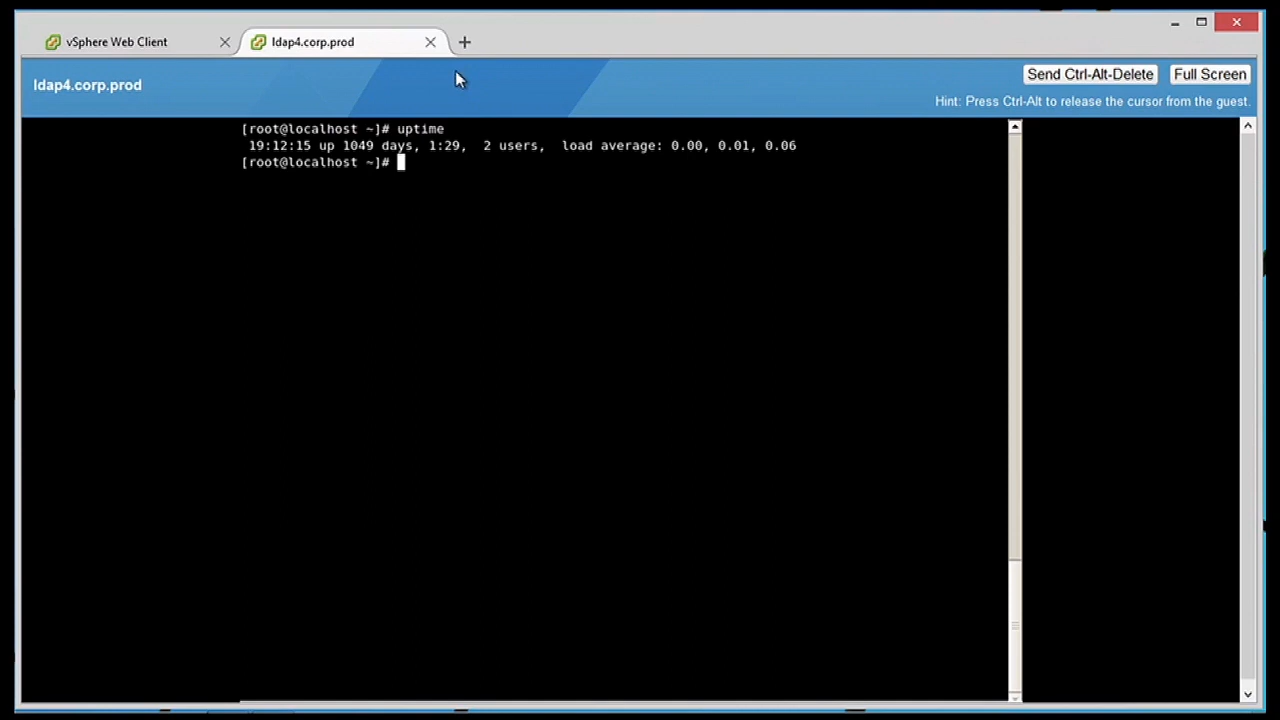 vSphere Web Client
ldap4.corp.prod
ldap4.corp.prod
Send Ctrl-Alt-Delete
Full Screen
Hint: Press Ctrl-Alt to release the cursor from the guest.
[root@localhost ~]# uptime
19:12:15 up 1049 days, 1:29,  2 users,  load average: 0.00, 0.01, 0.06
[root@localhost ~]#